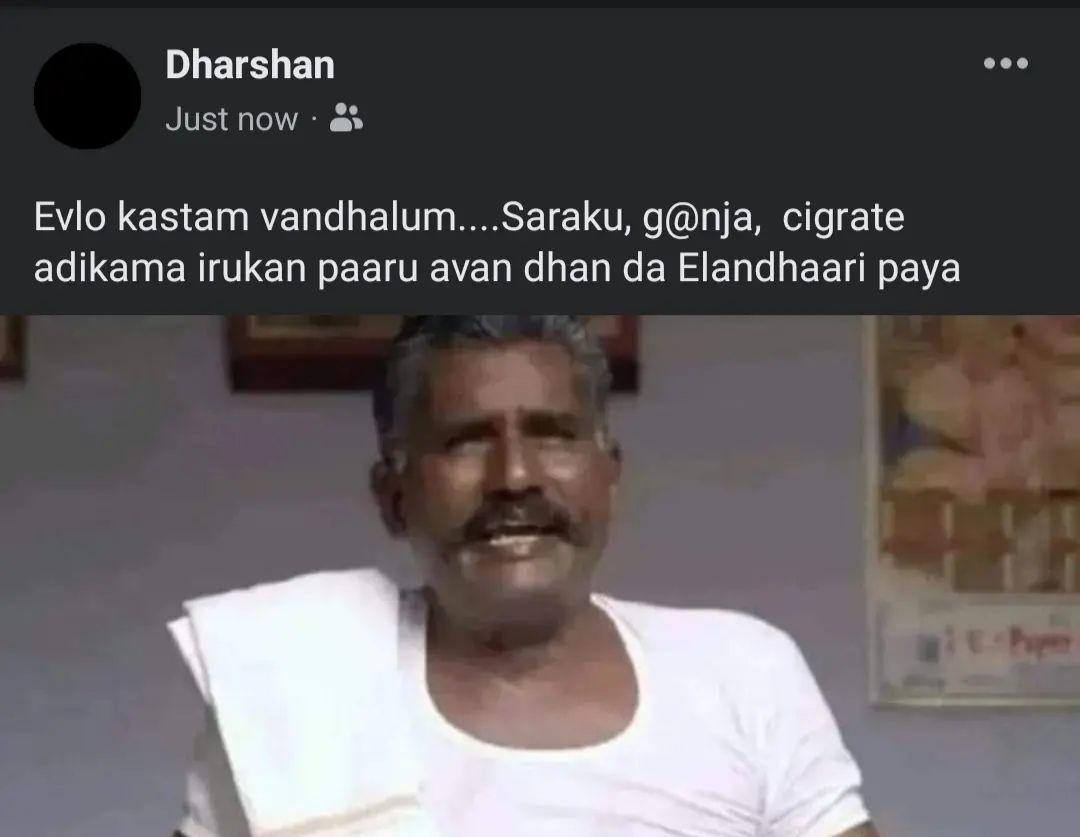 Dharshan
Just now ·
Evlo kastam vandhalum....Saraku, g@nja,  cigrate
adikama irukan paaru avan dhan da Elandhaari paya